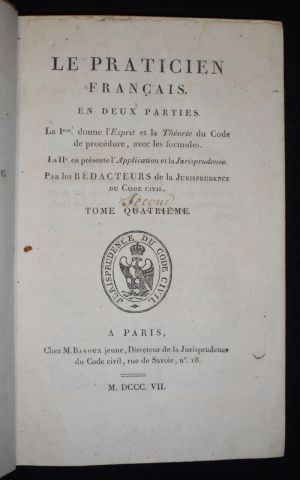 LE PRATICIEN
FRANÇAIS.
EN DEUX PARTIES.
La Iere. donne l'Esprit et la Théorie du Code
de procédure, avec les formules.
La IIe. en présente l'Application et la Jurisprudence.
PAR les RÉDACTEURS de la JURISPRUDENCE
DU CODE CIVIL.
Second
TOME QUATRIÈME.
JURISPRUDENCE DU CODE CIVIL
A PARIS,
Chez M. BAVOUX jeune, Directeur de la Jurisprudence
du Code civil, rue de Savoie, n°. 18.
M. DCCC. VII.